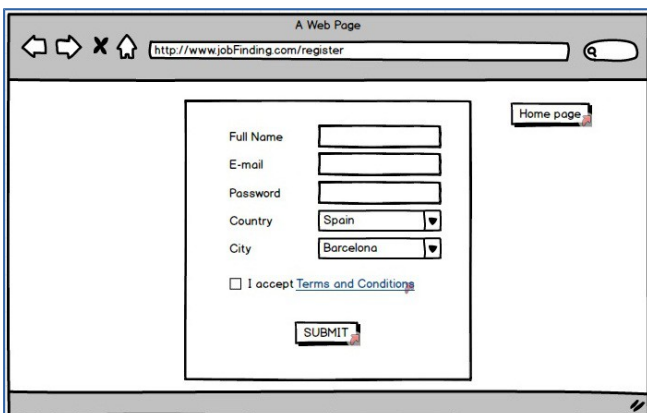 A Web Page
http://www.jobFinding.com/register
Home page
Full Name
E-mail
Password
Country Spain
City Barcelona
I accept Terms and Conditions
SUBMIT